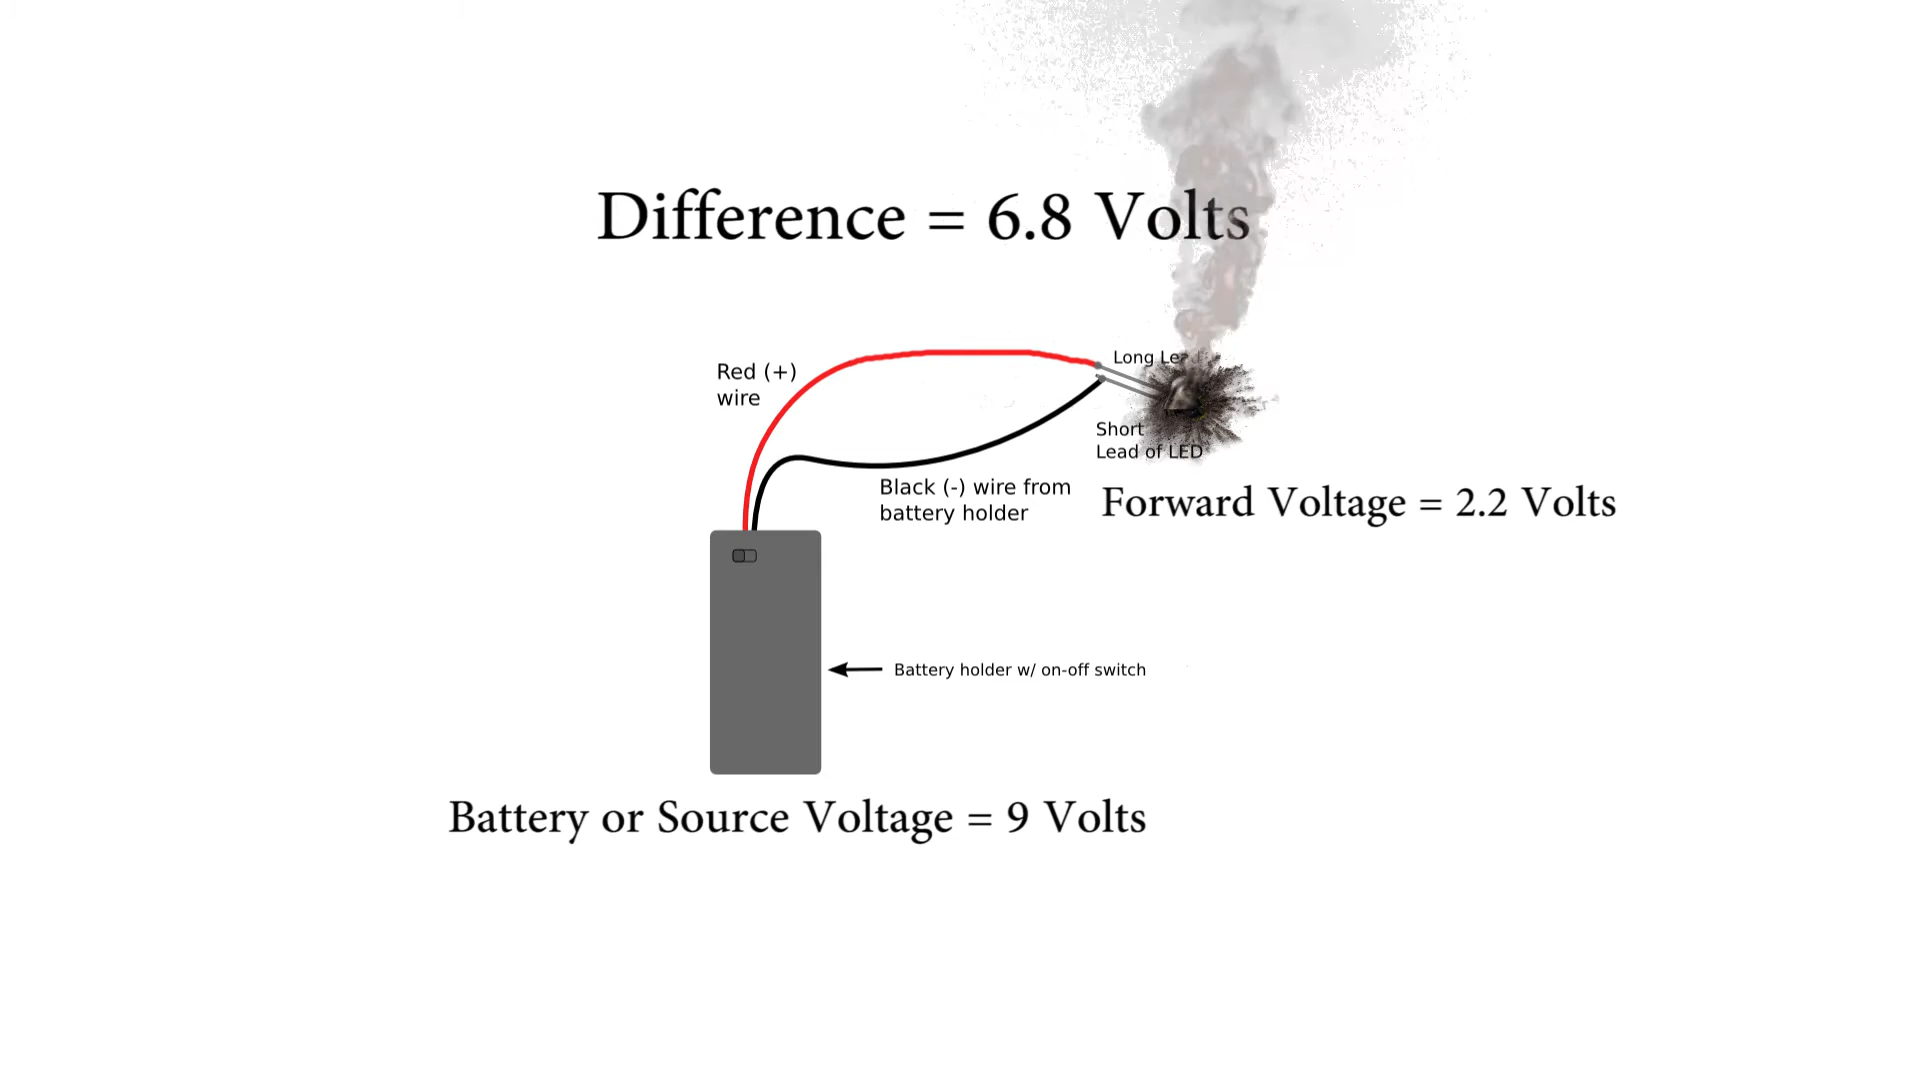 Difference = 6.8 Volts
Red (+)
wire
Long Lead
Short
Lead of LED
Black (-) wire from
battery holder
Forward Voltage = 2.2 Volts
Battery holder w/ on-off switch
Battery or Source Voltage = 9 Volts